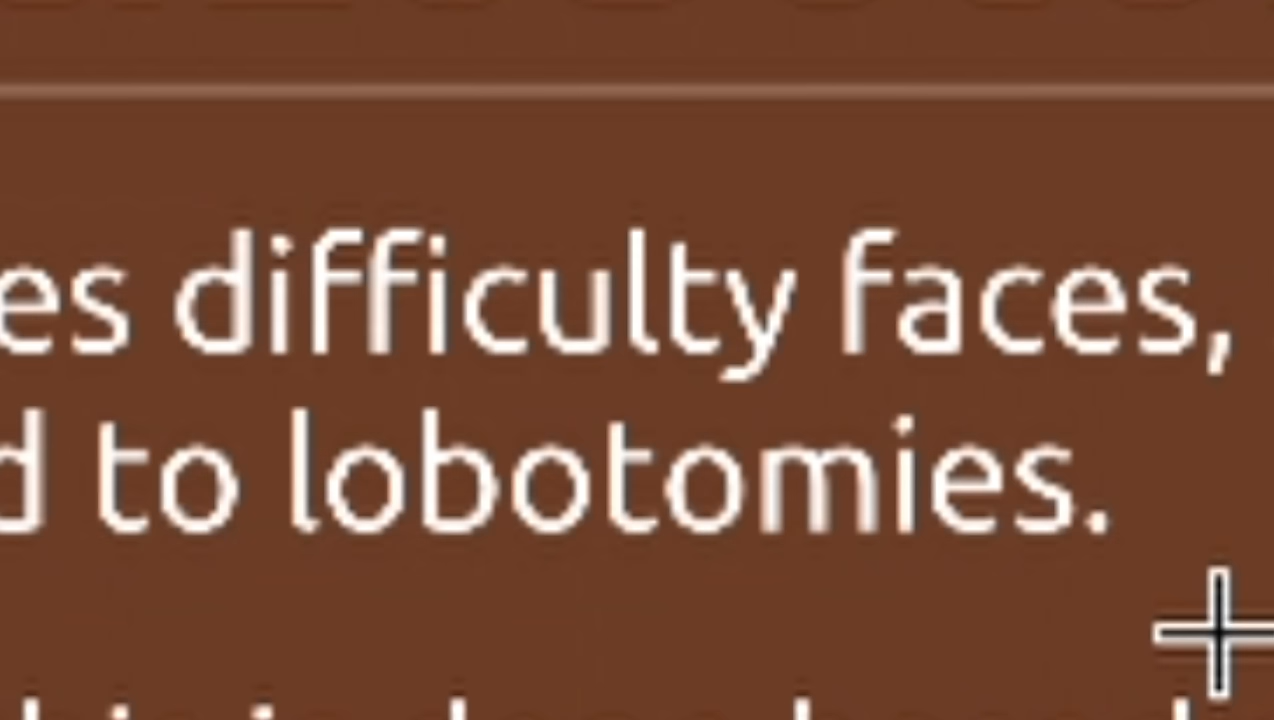 es difficulty faces,
d to lobotomies.